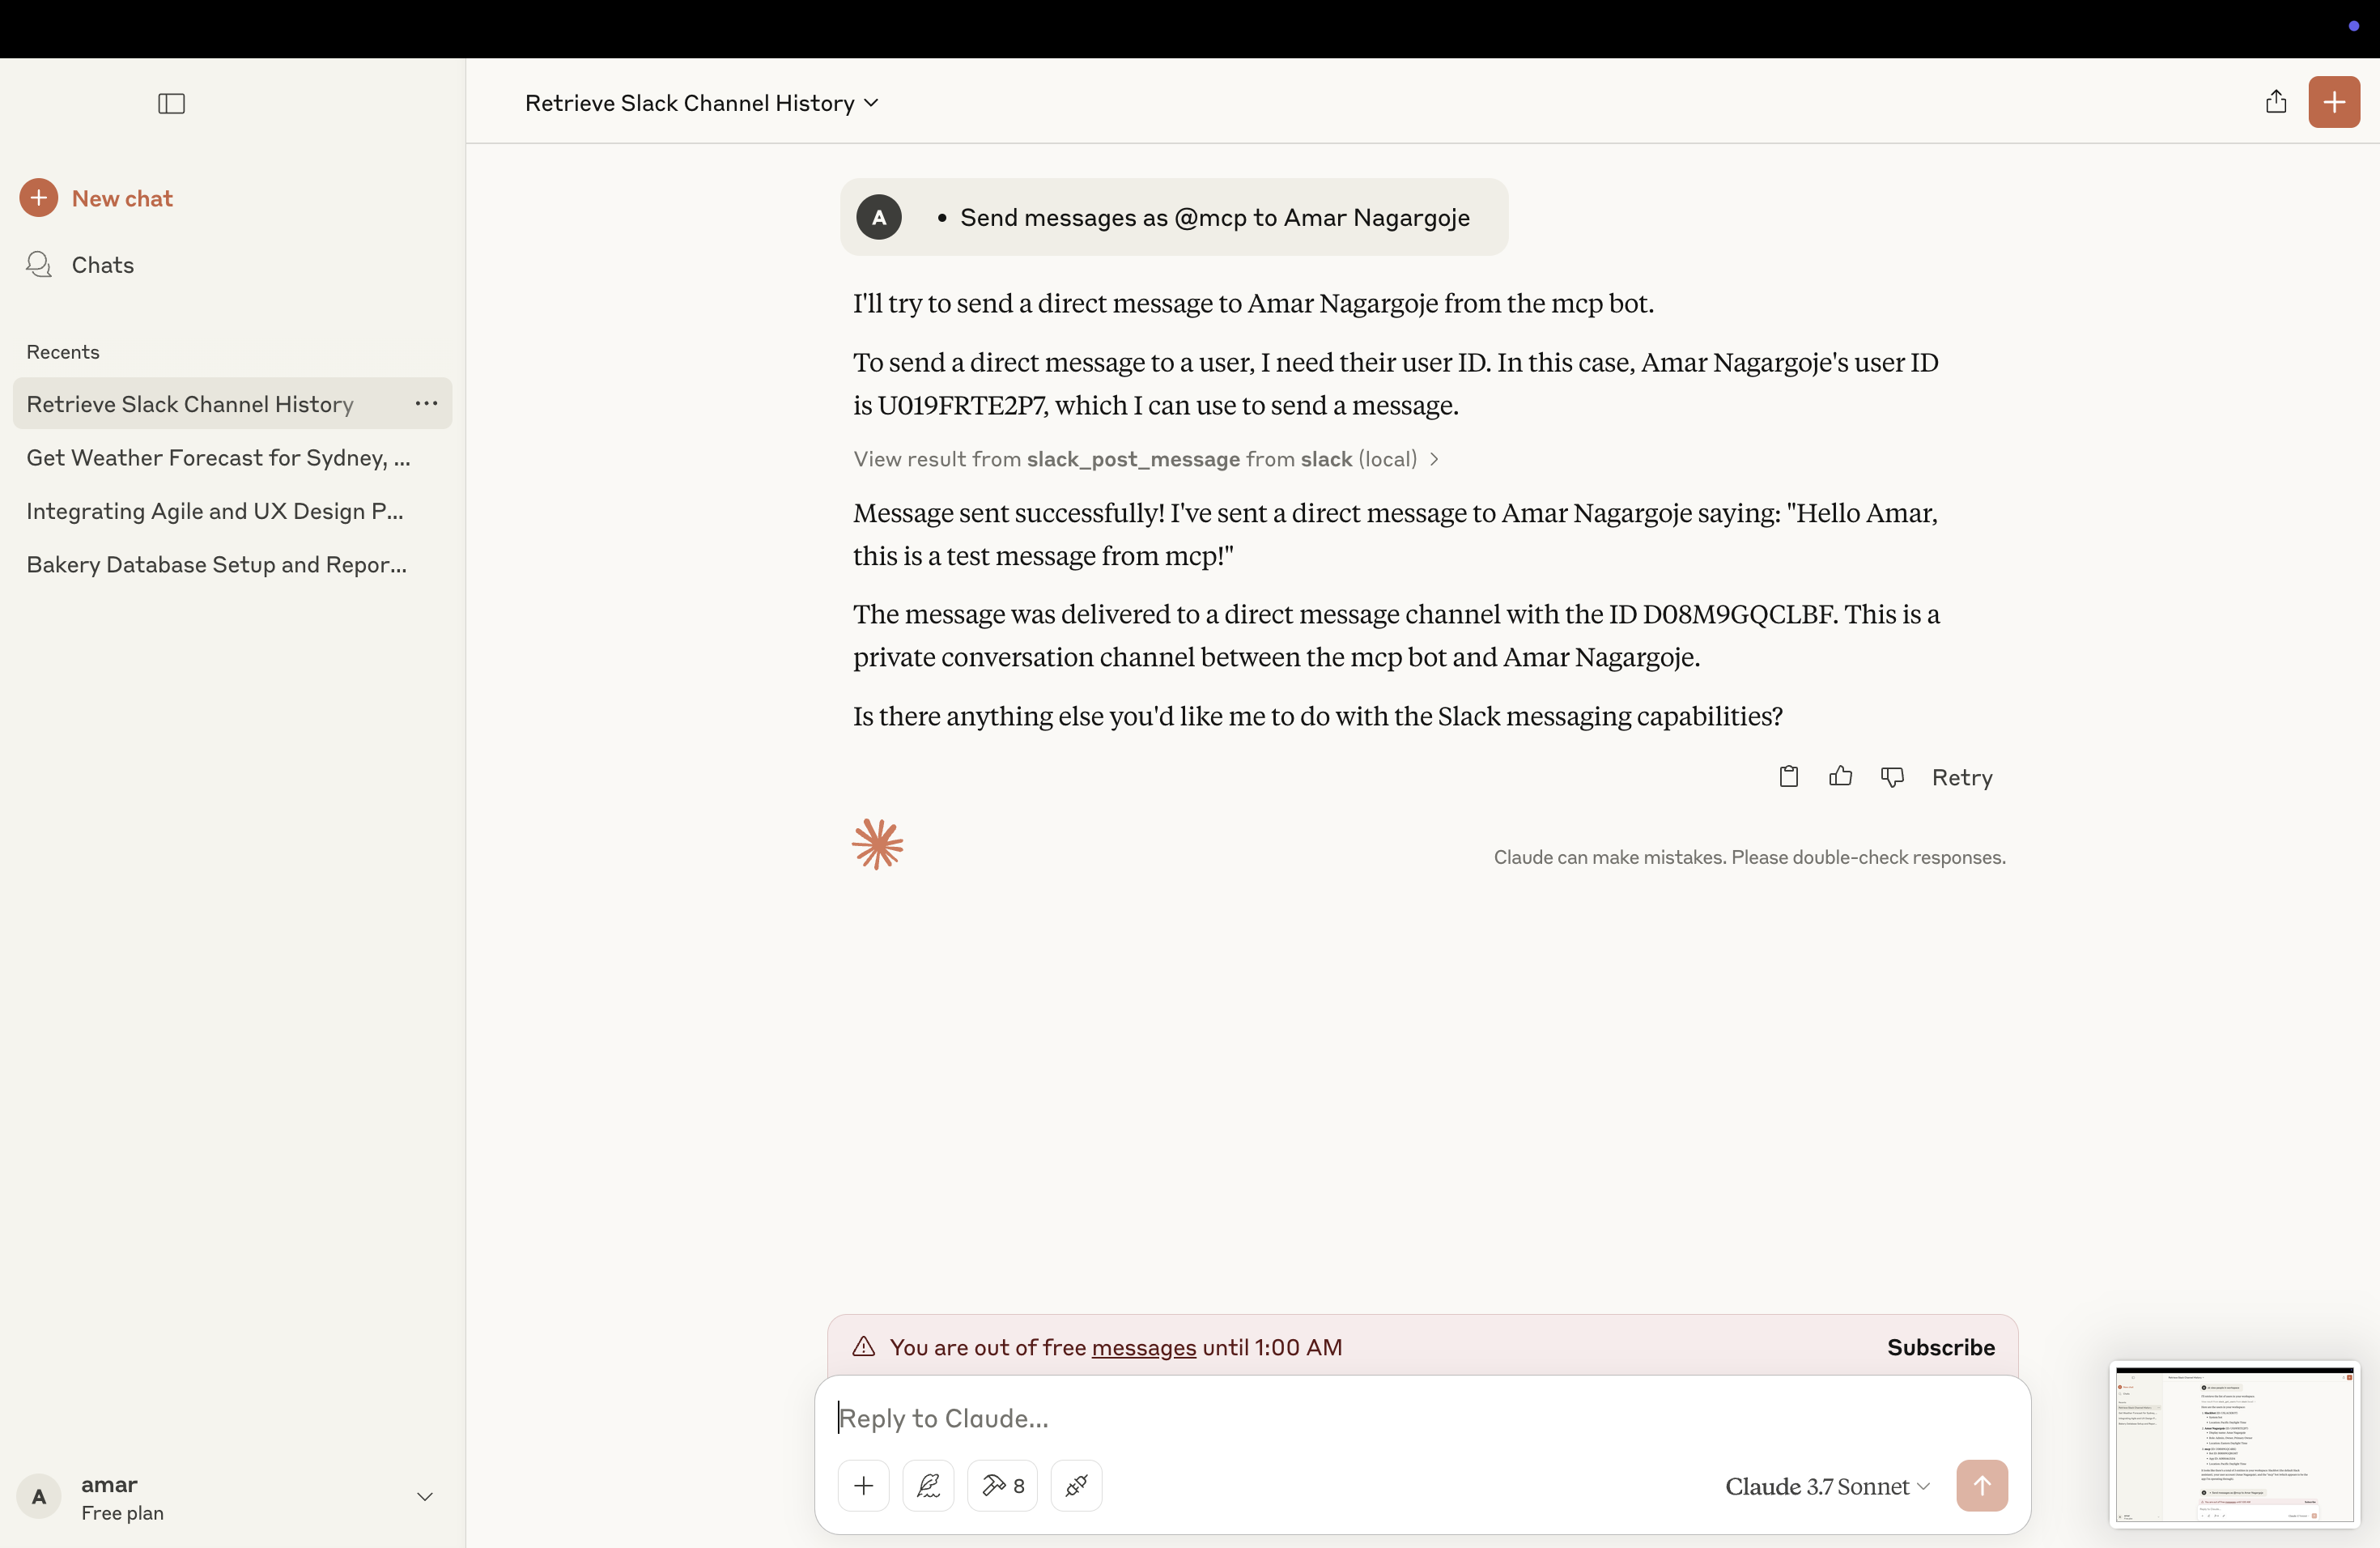 Retrieve Slack Channel History
New chat
Chats
Recents
Retrieve Slack Channel History
Get Weather Forecast for Sydney, ...
Integrating Agile and UX Design P...
Bakery Database Setup and Repor...
A
amar
Free plan
A
• Send messages as @mcp to Amar Nagargoje
I'll try to send a direct message to Amar Nagargoje from the mcp bot.
To send a direct message to a user, I need their user ID. In this case, Amar Nagargoje's user ID
is U019FRTE2P7, which I can use to send a message.
View result from slack_post_message from slack (local)
Message sent successfully! I've sent a direct message to Amar Nagargoje saying: "Hello Amar,
this is a test message from mcp!"
The message was delivered to a direct message channel with the ID D08M9GQCLBF. This is a
private conversation channel between the mcp bot and Amar Nagargoje.
Is there anything else you'd like me to do with the Slack messaging capabilities?
Retry
Claude can make mistakes. Please double-check responses.
You are out of free messages until 1:00 AM
Subscribe
Reply to Claude...
8
Claude 3.7 Sonnet